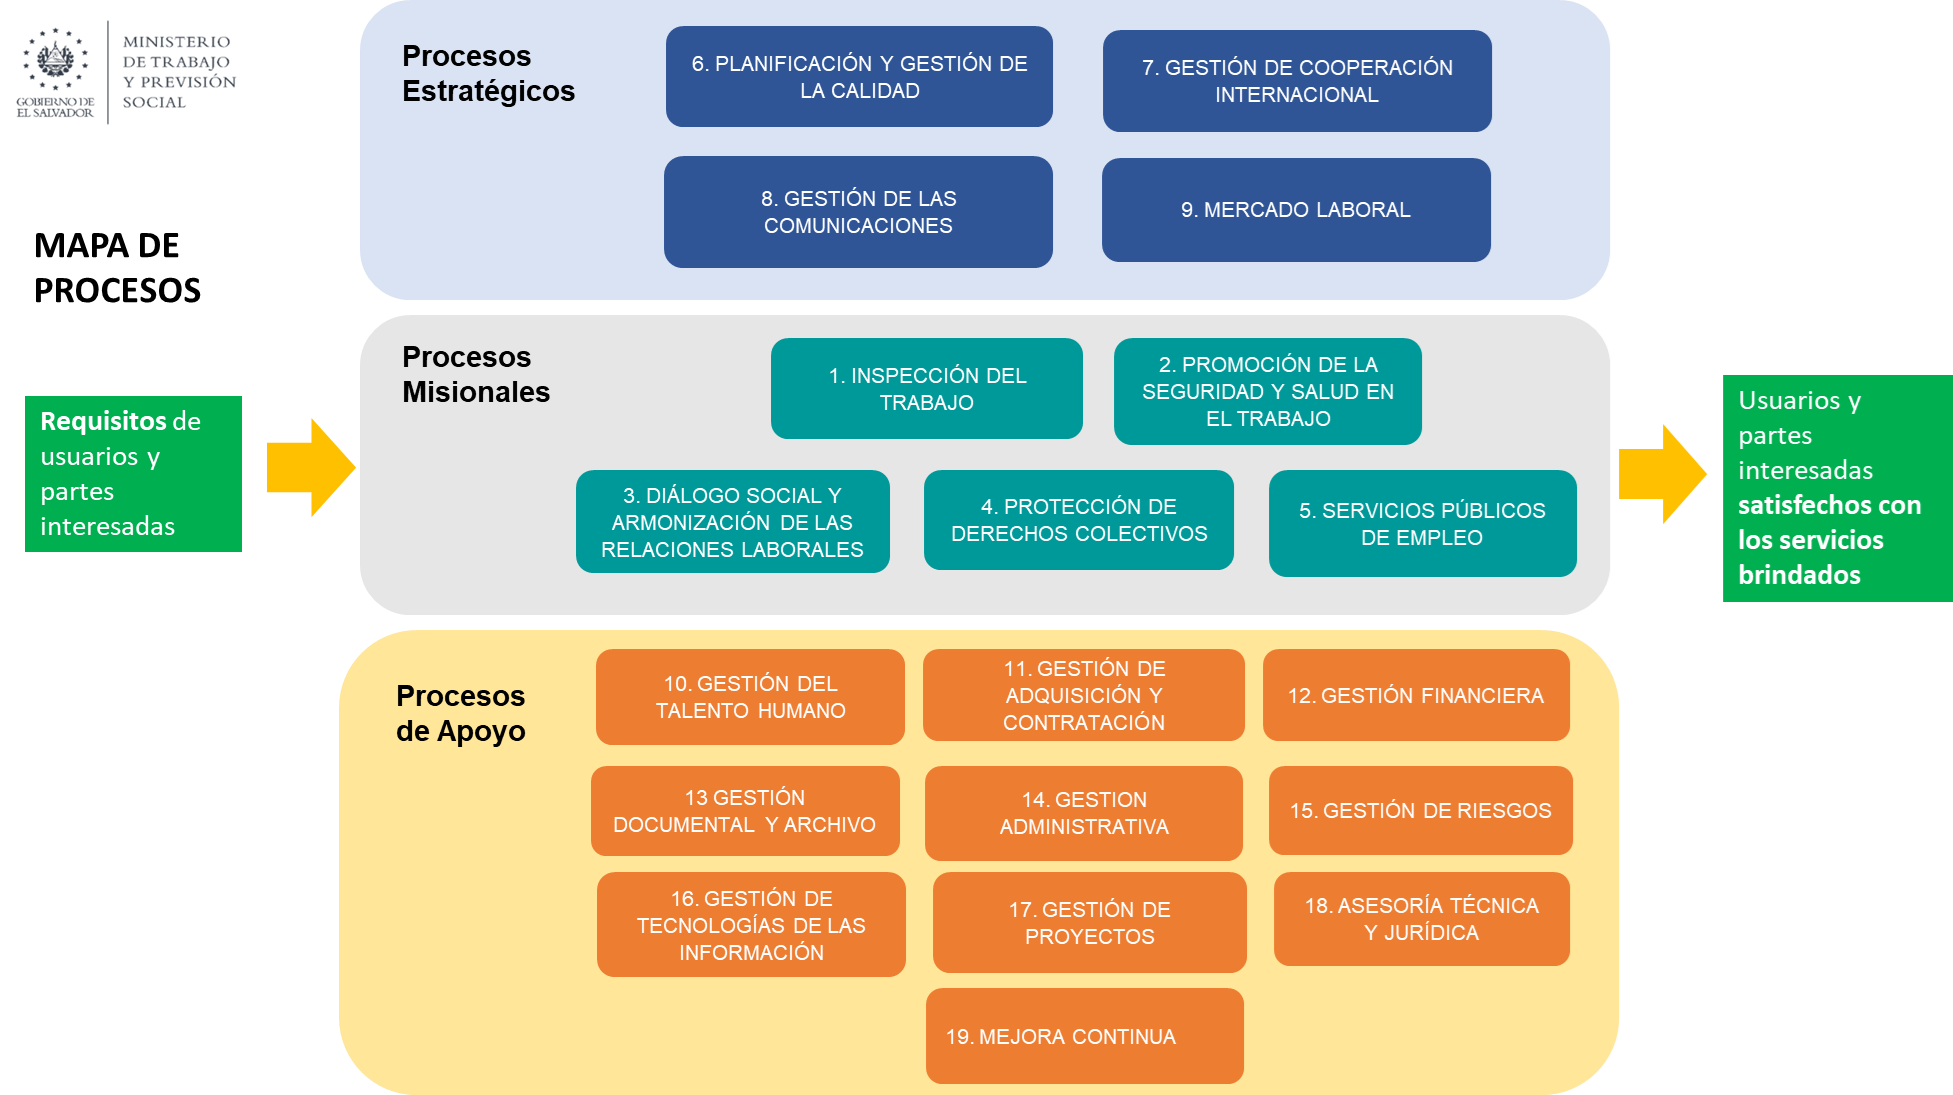 GOBIERNO DE
EL SALVADOR
MINISTERIO
DE TRABAJO
Y PREVISIÓN
SOCIAL
MAPA DE
PROCESOS
Requisitos de
usuarios y
partes
interesadas
Procesos
Estratégicos
6. PLANIFICACIÓN Y GESTIÓN DE
LA CALIDAD
7. GESTIÓN DE COOPERACIÓN
INTERNACIONAL
8. GESTIÓN DE LAS
COMUNICACIONES
9. MERCADO LABORAL
Procesos
Misionales
1. INSPECCIÓN DEL
TRABAJO
2. PROMOCIÓN DE LA
SEGURIDAD Y SALUD EN
EL TRABAJO
3. DIÁLOGO SOCIAL Y
ARMONIZACIÓN DE LAS
RELACIONES LABORALES
4. PROTECCIÓN DE
DERECHOS COLECTIVOS
5. SERVICIOS PÚBLICOS
DE EMPLEO
Procesos
de Apoyo
10. GESTIÓN DEL
TALENTO HUMANO
11. GESTIÓN DE
ADQUISICIÓN Y
CONTRATACIÓN
12. GESTIÓN FINANCIERA
13 GESTIÓN
DOCUMENTAL Y ARCHIVO
14. GESTION
ADMINISTRATIVA
15. GESTIÓN DE RIESGOS
16. GESTIÓN DE
TECNOLOGÍAS DE LAS
INFORMACIÓN
17. GESTIÓN DE
PROYECTOS
18. ASESORÍA TÉCNICA
Y JURÍDICA
19. MEJORA CONTINUA
Usuarios y
partes
interesadas
satisfechos con
los servicios
brindados